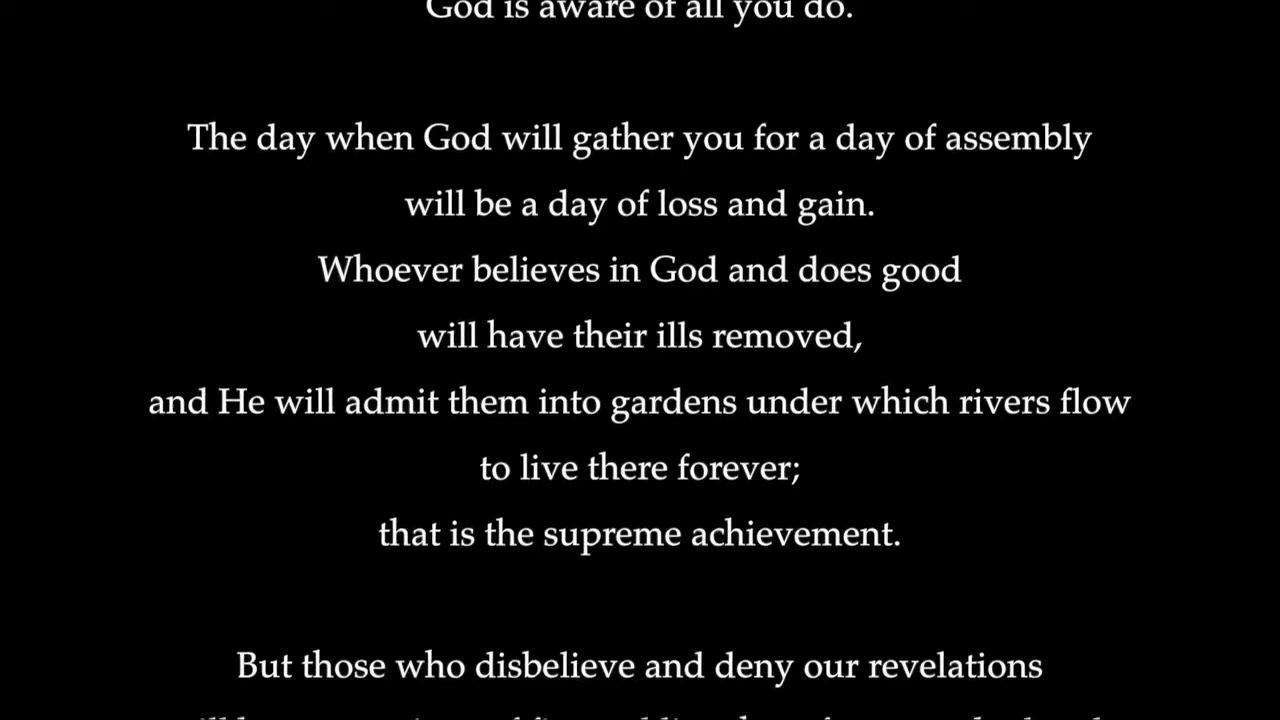 God is aware of all you do.
The day when God will gather you for a day of assembly
will be a day of loss and gain.
Whoever believes in God and does good
will have their ills removed,
and He will admit them into gardens under which rivers flow
to live there forever;
that is the supreme achievement.
But those who disbelieve and deny our revelations